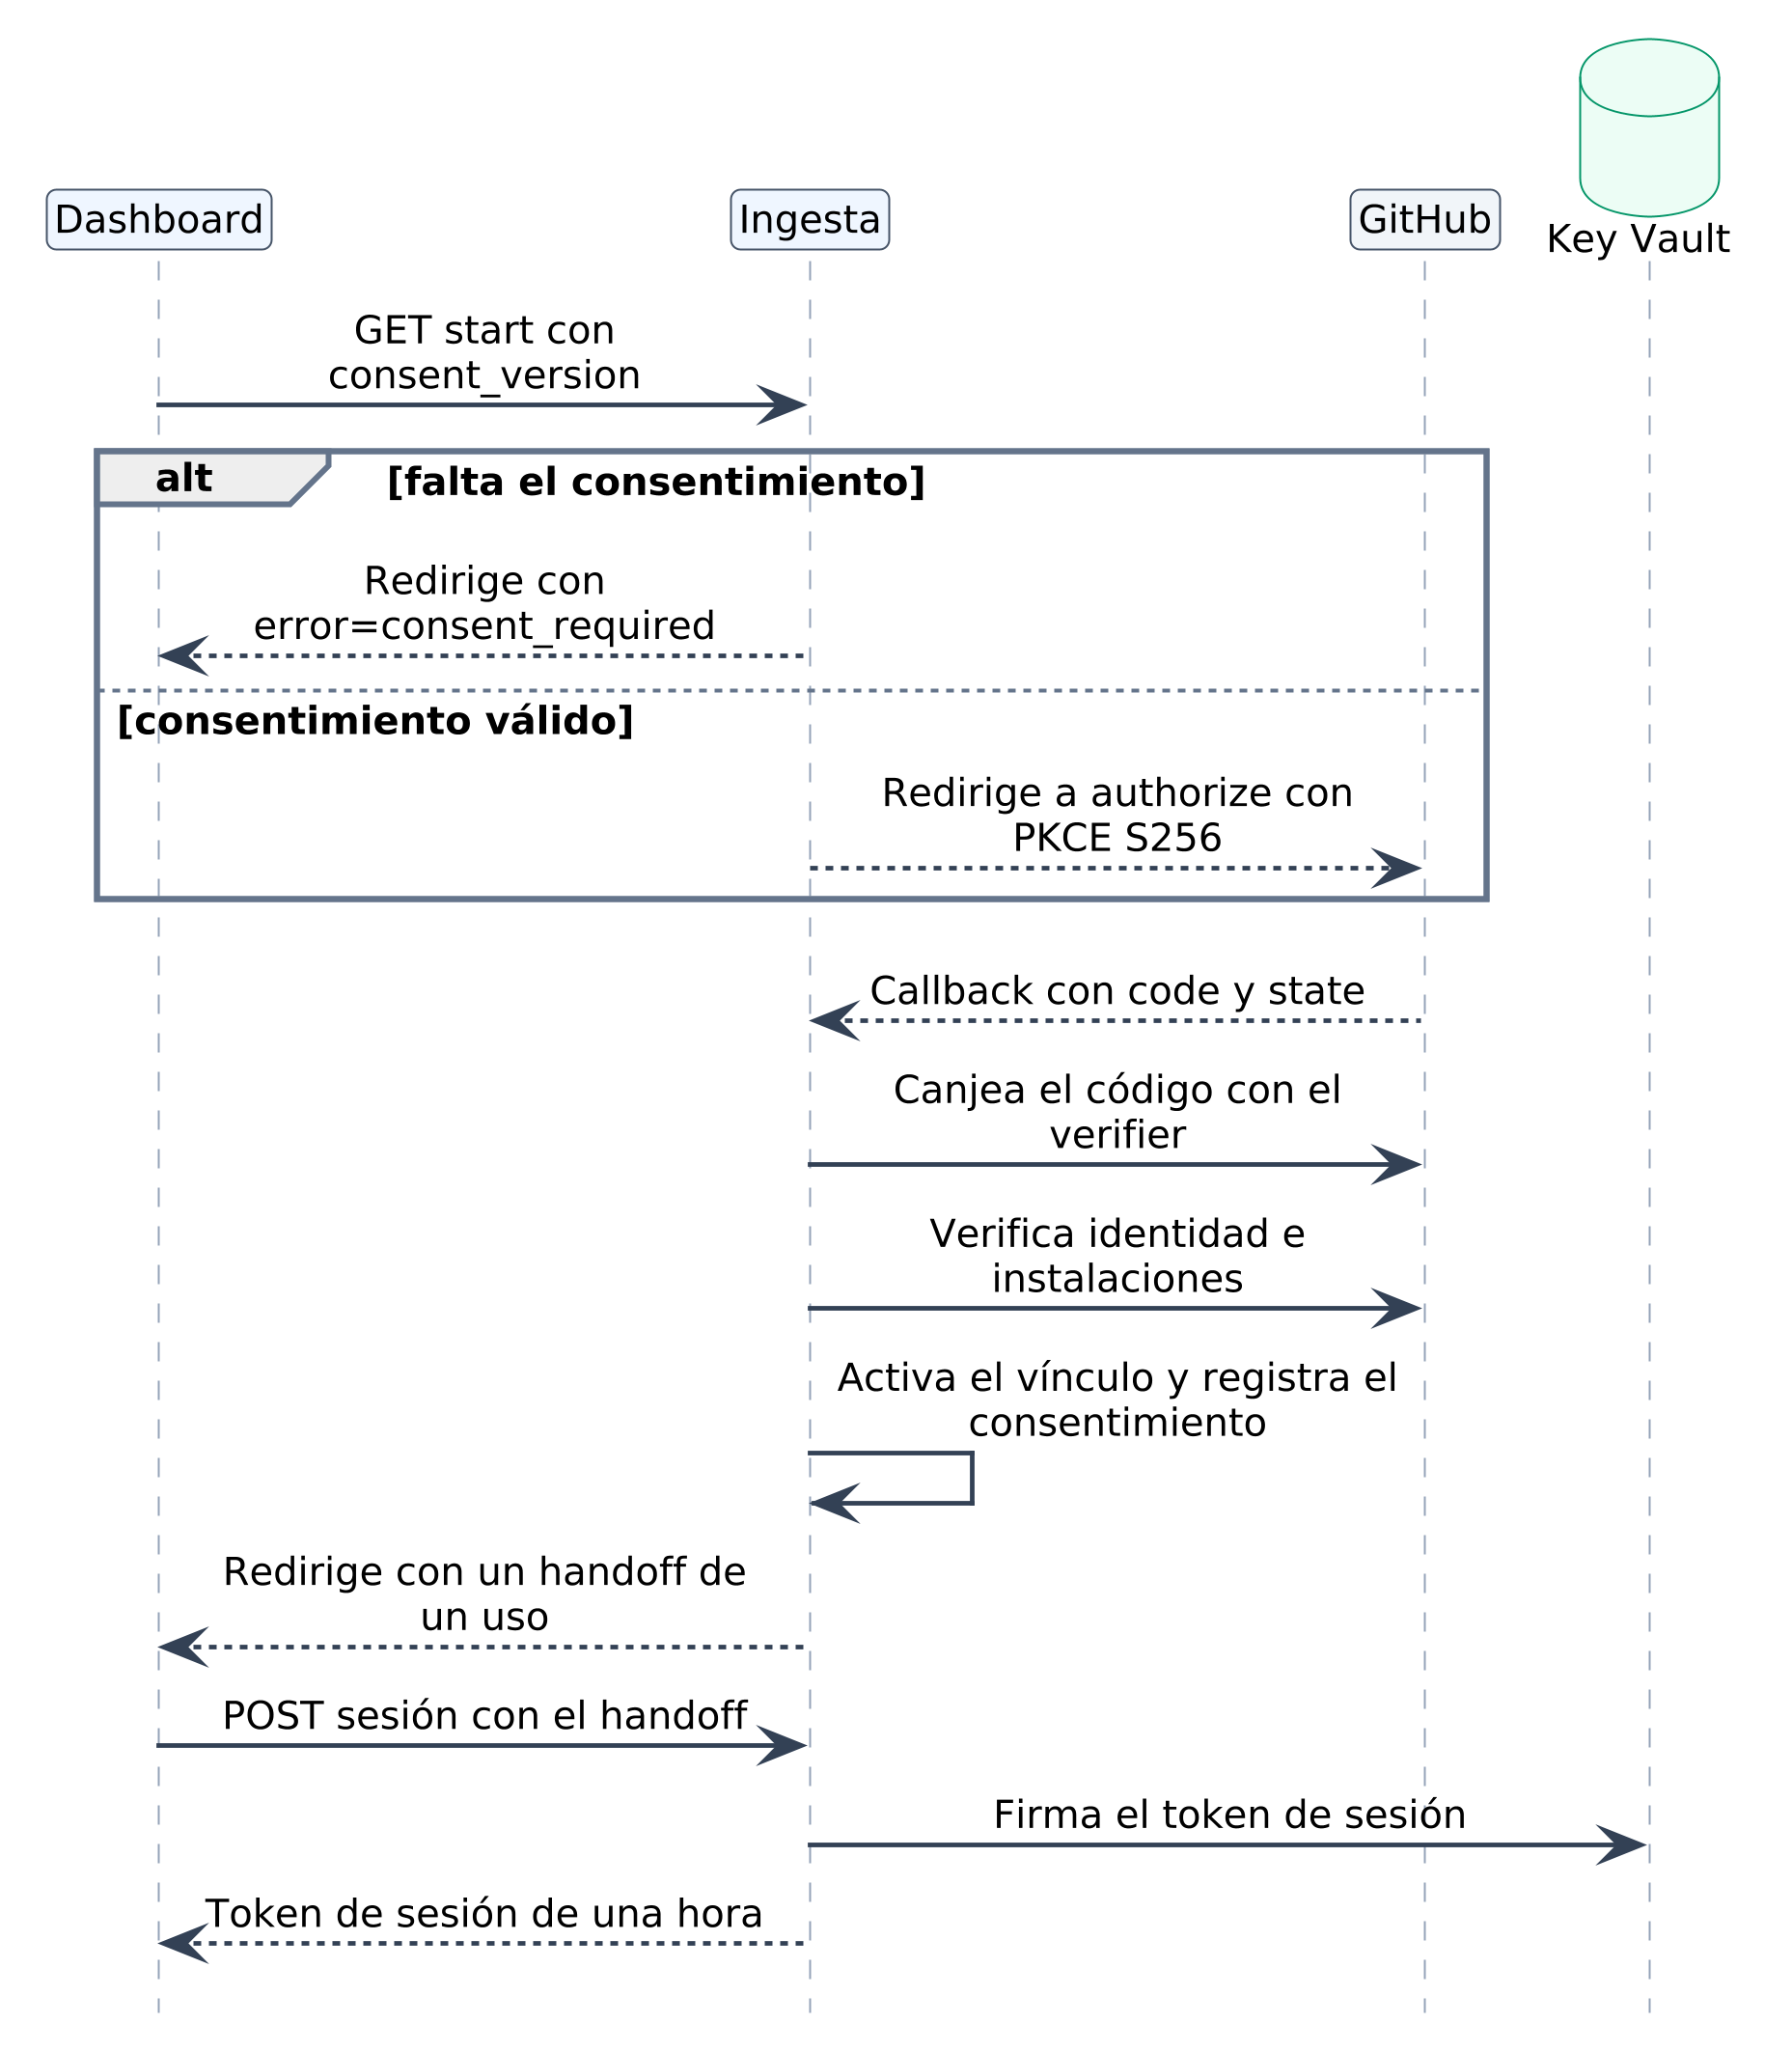 Dashboard
Ingesta
GitHub
Key Vault
GET start con
consent_version
alt
[falta el consentimiento]
Redirige con
error=consent_required
[consentimiento válido]
Redirige a authorize con
PKCE S256
Callback con code y state
Canjea el código con el
verifier
Verifica identidad e
instalaciones
Activa el vínculo y registra el
consentimiento
Redirige con un handoff de
un uso
POST sesión con el handoff
Firma el token de sesión
Token de sesión de una hora